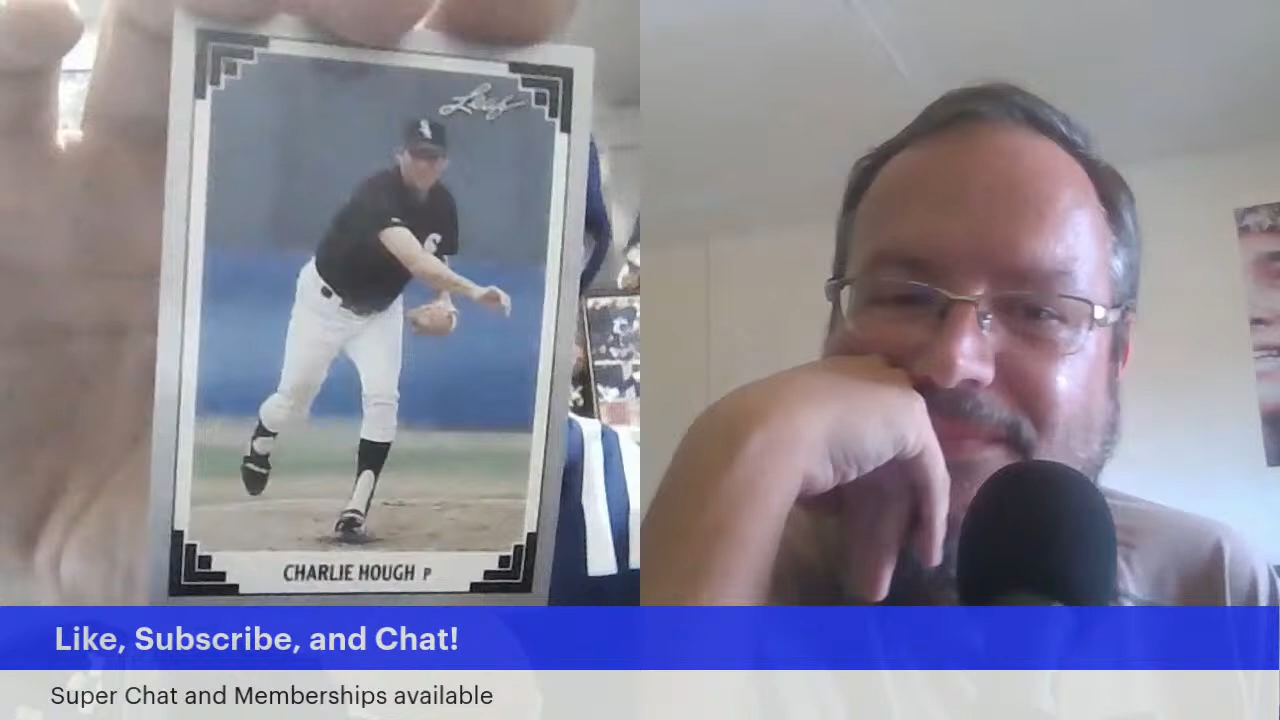 Leaf
CHARLIE HOUGH P
Like, Subscribe, and Chat!
Super Chat and Memberships available